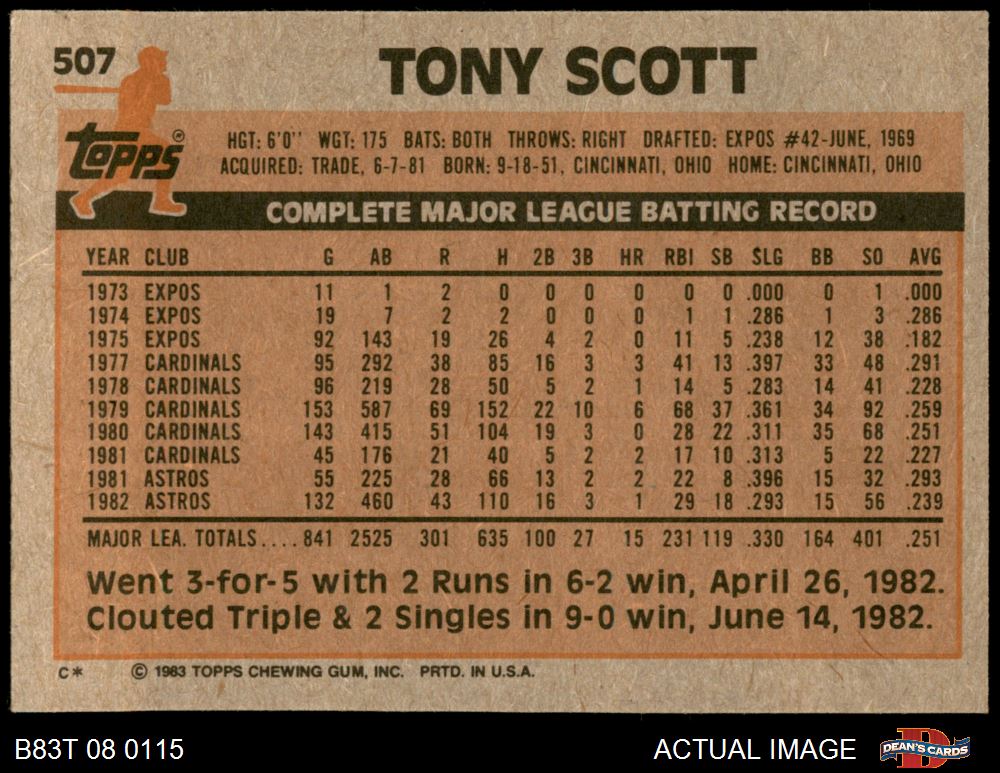 507
TONY SCOTT
topps®
HGT: 6'0'' WGT: 175 BATS: BOTH THROWS: RIGHT DRAFTED: EXPOS #42-JUNE, 1969
ACQUIRED: TRADE, 6-7-81 BORN: 9-18-51, CINCINNATI, OHIO HOME: CINCINNATI, OHIO
COMPLETE MAJOR LEAGUE BATTING RECORD
YEAR CLUB G AB R H 2B 3B HR RBI SB SLG BB SO AVG
1973 EXPOS 11 1 2 0 0 0 0 0 0 .000 0 1 .000
1974 EXPOS 19 7 2 2 0 0 0 1 1 .286 1 3 .286
1975 EXPOS 92 143 19 26 4 2 0 11 5 .238 12 38 .182
1977 CARDINALS 95 292 38 85 16 3 3 41 13 .397 33 48 .291
1978 CARDINALS 96 219 28 50 5 2 1 14 5 .283 14 41 .228
1979 CARDINALS 153 587 69 152 22 10 6 68 37 .361 34 92 .259
1980 CARDINALS 143 415 51 104 19 3 0 28 22 .311 35 68 .251
1981 CARDINALS 45 176 21 40 5 2 2 17 10 .313 5 22 .227
1981 ASTROS 55 225 28 66 13 2 2 22 8 .396 15 32 .293
1982 ASTROS 132 460 43 110 16 3 1 29 18 .293 15 56 .239
MAJOR LEA. TOTALS.... 841 2525 301 635 100 27 15 231 119 .330 164 401 .251
Went 3-for-5 with 2 Runs in 6-2 win, April 26, 1982.
Clouted Triple & 2 Singles in 9-0 win, June 14, 1982.
C* © 1983 TOPPS CHEWING GUM, INC. PRTD. IN U.S.A.
B83T 08 0115 ACTUAL IMAGE DEAN'S CARDS